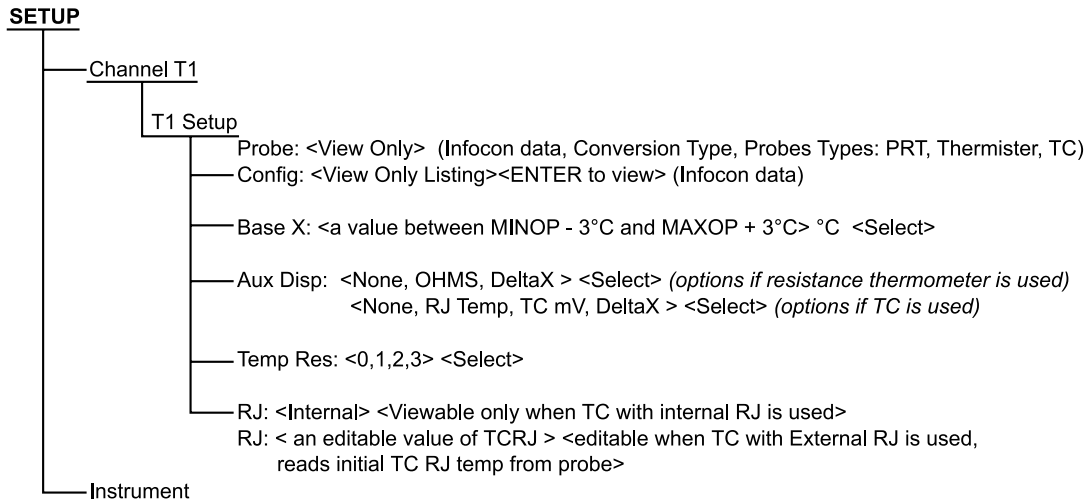 SETUP
Channel T1
T1 Setup
Probe: <View Only> (Infocon data, Conversion Type, Probes Types: PRT, Thermister, TC)
Config: <View Only Listing><ENTER to view> (Infocon data)
Base X: <a value between MINOP - 3°C and MAXOP + 3°C> °C <Select>
Aux Disp: <None, OHMS, DeltaX > <Select> (options if resistance thermometer is used)
<None, RJ Temp, TC mV, DeltaX > <Select> (options if TC is used)
Temp Res: <0,1,2,3> <Select>
RJ: <Internal> <Viewable only when TC with internal RJ is used>
RJ: < an editable value of TCRJ > <editable when TC with External RJ is used,
reads initial TC RJ temp from probe>
Instrument